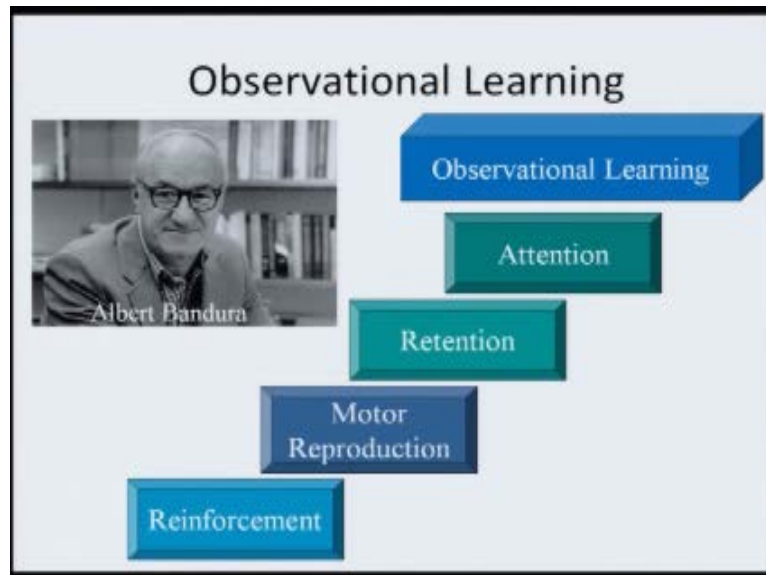 Observational Learning
Albert Bandura
Observational Learning
Attention
Retention
Motor
Reproduction
Reinforcement